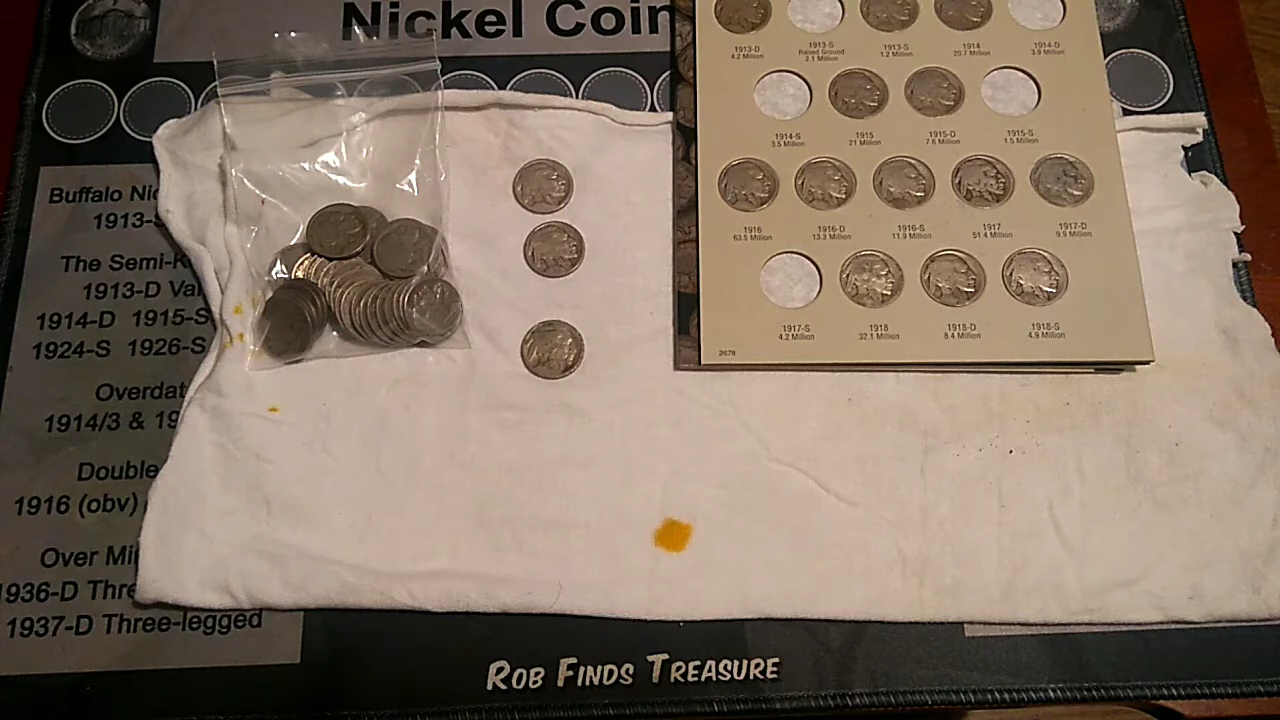 Nickel Coin
Buffalo Nic
1913-S
The Semi-K
1913-D Val
1914-D 1915-S
1924-S 1926-S
Overdat
1914/3 & 19
Double
1916 (obv)
Over Mi
1936-D Thre
1937-D Three-legged
ROB FINDS TREASURE
1913-D
4.2 Million
1913-S
Raised Ground
2.1 Million
1913-S
1.2 Million
1914
20.7 Million
1914-D
3.9 Million
1914-S
3.5 Million
1915
21 Million
1915-D
7.6 Million
1915-S
1.5 Million
1916
63.5 Million
1916-D
13.3 Million
1916-S
11.9 Million
1917
51.4 Million
1917-D
9.9 Million
1917-S
4.2 Million
1918
32.1 Million
1918-D
8.4 Million
1918-S
4.9 Million
2678